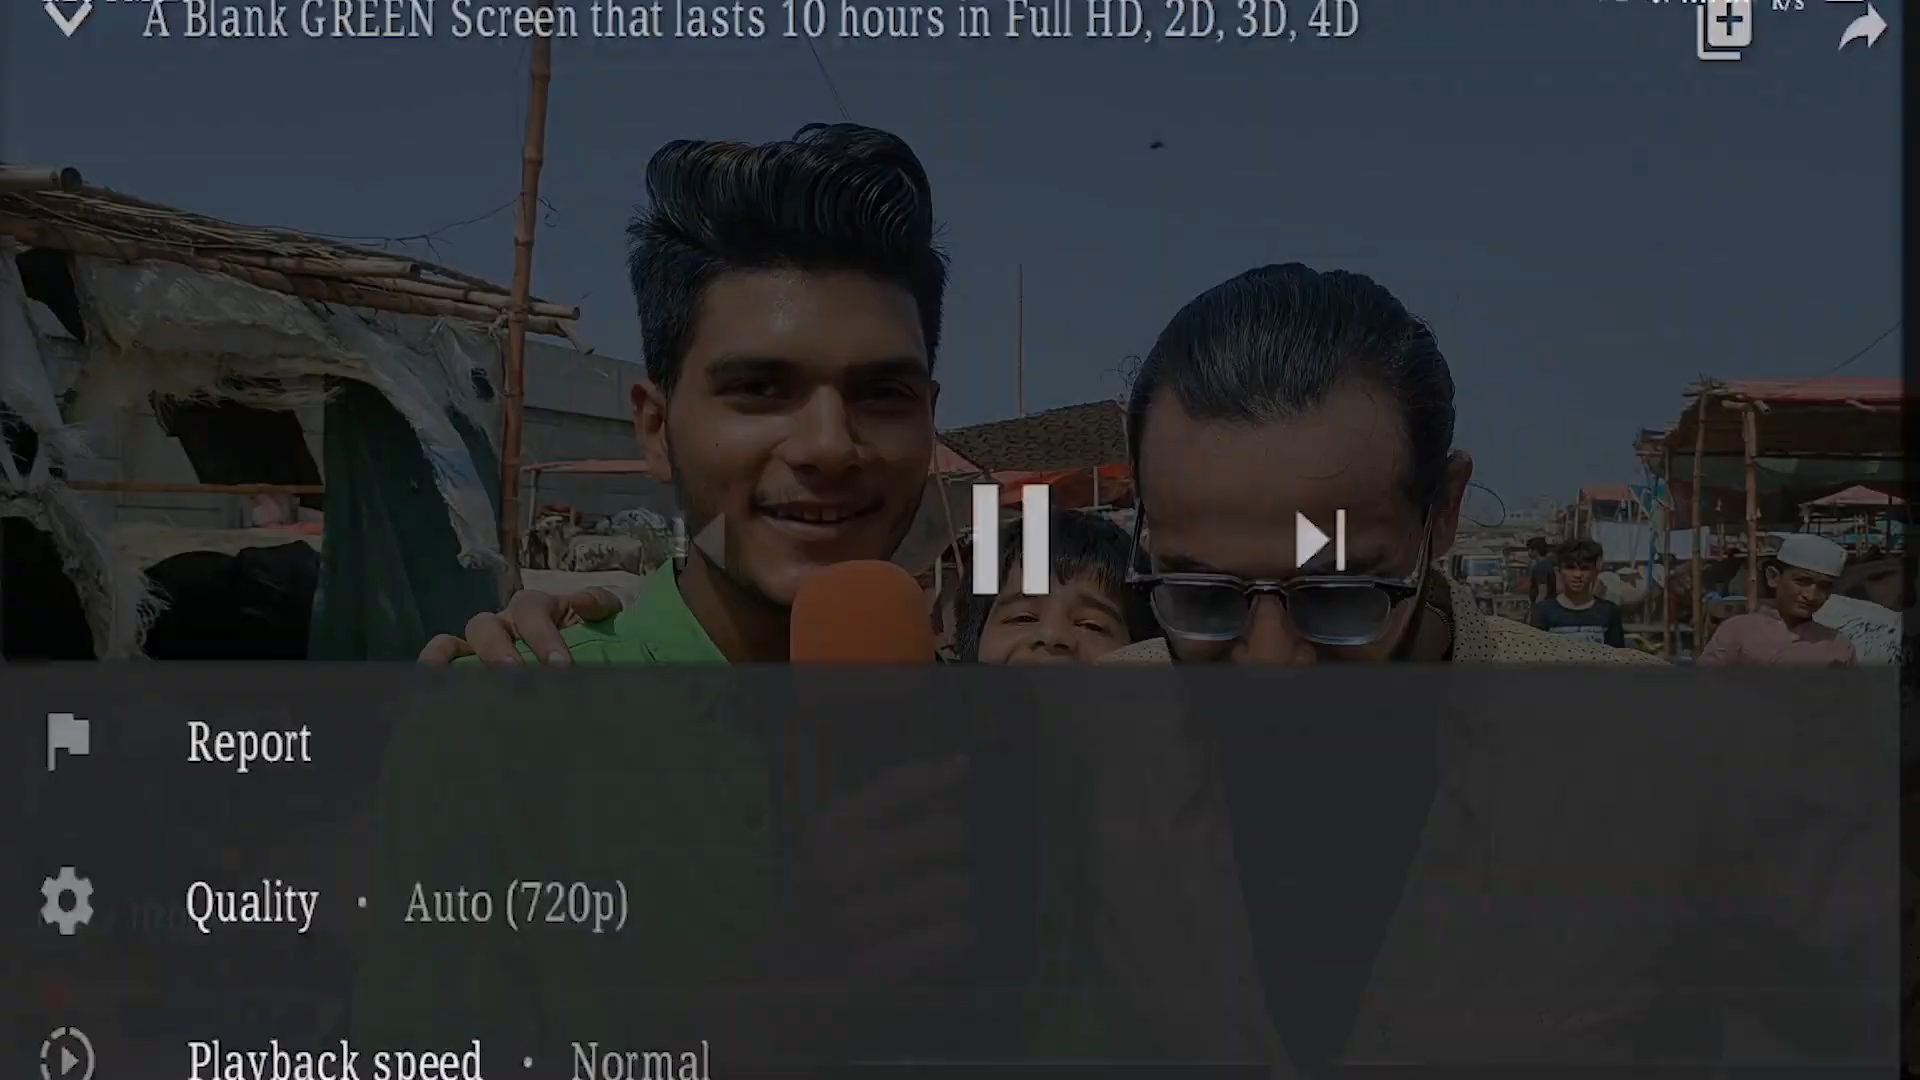 A Blank GREEN Screen that lasts 10 hours in Full HD, 2D, 3D, 4D
K/S
Report
Quality · Auto (720p)
Playback speed · Normal